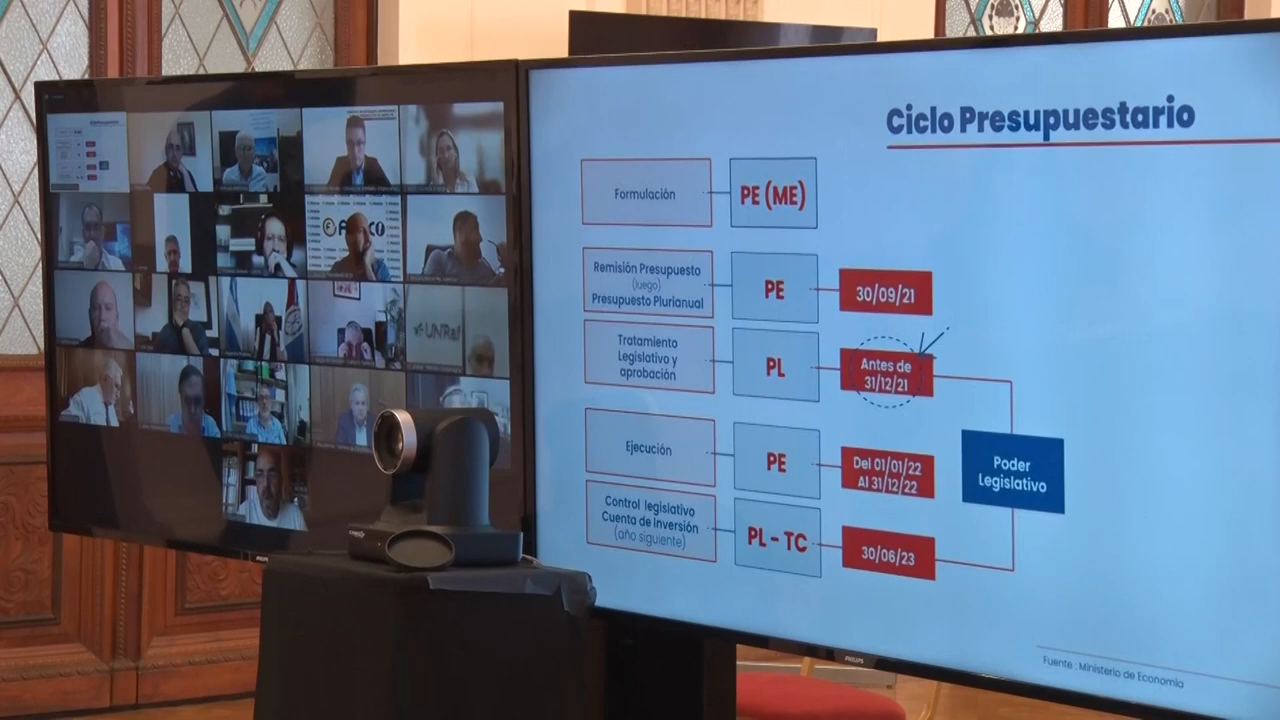 Ciclo Presupuestario
Formulación
PE (ME)
Remisión Presupuesto
(luego)
Presupuesto Plurianual
PE
30/09/21
Tratamiento
Legislativo y
aprobación
PL
Antes de
31/12/21
Ejecución
PE
Del 01/01/22
Al 31/12/22
Poder
Legislativo
Control legislativo
Cuenta de Inversión
(año siguiente)
PL - TC
30/06/23
Fuente : Ministerio de Economía
PHILIPS
PHILIPS